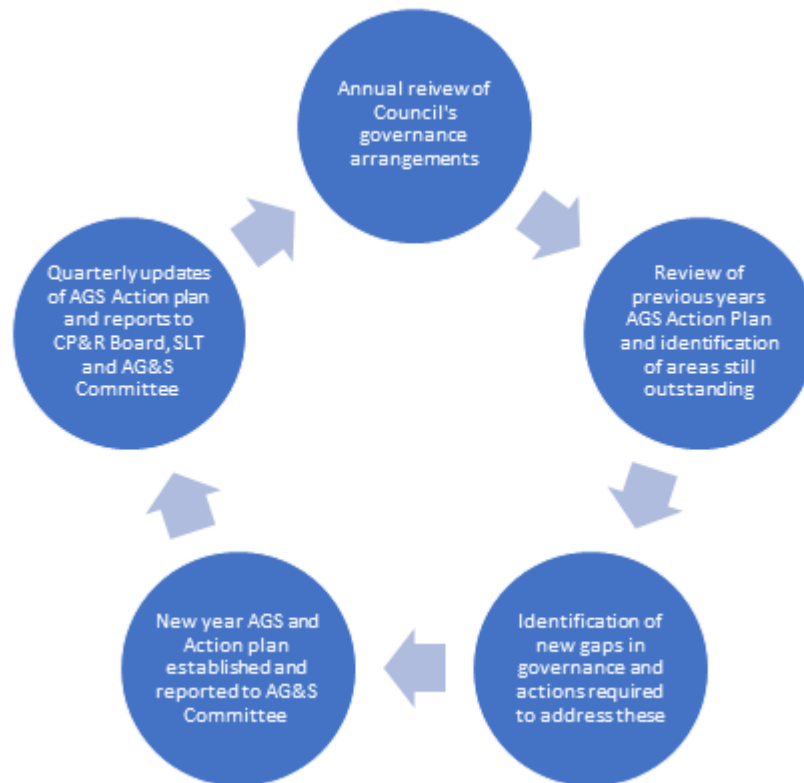 Annual reivew of
Council's
governance
arrangements
Review of
previous years
AGS Action Plan
and identification
of areas still
outstanding
Identification of
new gaps in
governance and
actions required
to address these
New year AGS and
Action plan
established and
reported to AG&S
Committee
Quarterly updates
of AGS Action plan
and reports to
CP&R Board, SLT
and AG&S
Committee